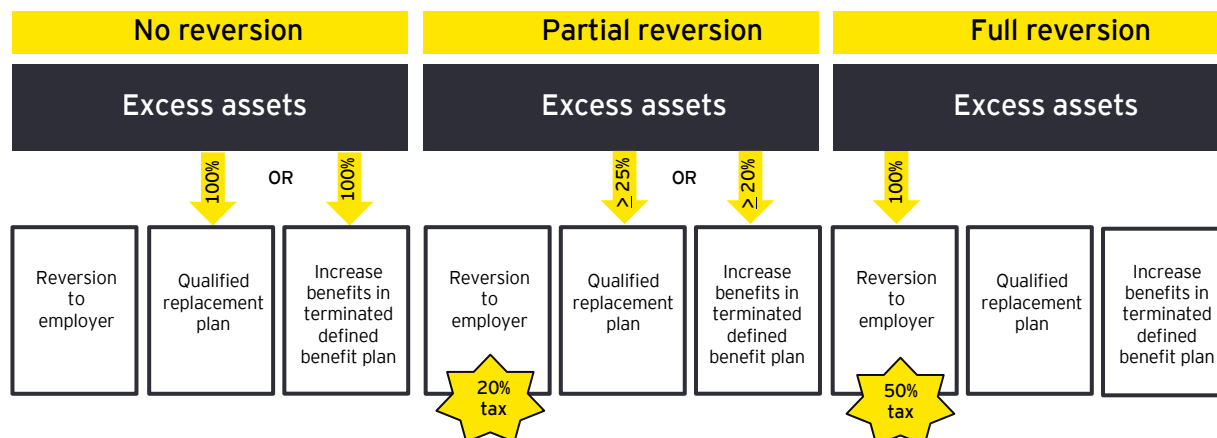 No reversion
Partial reversion
Full reversion
Excess assets
Excess assets
Excess assets
100%
OR
100%
≥ 25%
OR
≥ 20%
100%
Reversion
to
employer
Qualified
replacement
plan
Increase
benefits in
terminated
defined
benefit plan
Reversion
to
employer
20%
tax
Qualified
replacement
plan
Increase
benefits in
terminated
defined
benefit plan
Reversion
to
employer
50%
tax
Qualified
replacement
plan
Increase
benefits in
terminated
defined
benefit plan